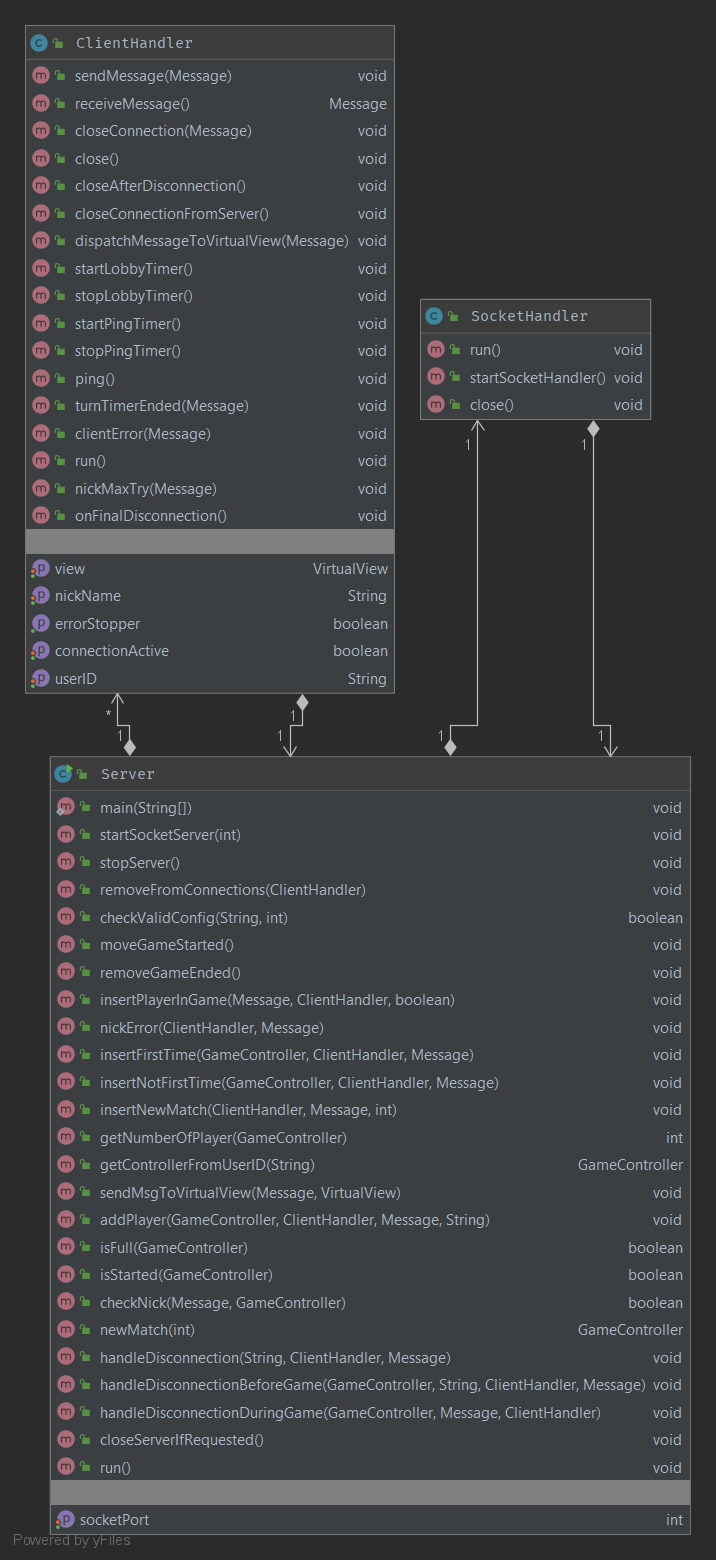 ClientHandler
sendMessage(Message) void
receiveMessage() Message
closeConnection(Message) void
close() void
closeAfterDisconnection() void
closeConnectionFromServer() void
dispatchMessageToVirtualView(Message) void
startLobbyTimer() void
stopLobbyTimer() void
startPingTimer() void
stopPingTimer() void
ping() void
turnTimerEnded(Message) void
clientError(Message) void
run() void
nickMaxTry(Message) void
onFinalDisconnection() void
view VirtualView
nickName String
errorStopper boolean
connectionActive boolean
userID String
SocketHandler
run() void
startSocketHandler() void
close() void
1 1
* 1
1 1 1 1
Server
main(String[]) void
startSocketServer(int) void
stopServer() void
removeFromConnections(ClientHandler) void
checkValidConfig(String, int) boolean
moveGameStarted() void
removeGameEnded() void
insertPlayerInGame(Message, ClientHandler, boolean) void
nickError(ClientHandler, Message) void
insertFirstTime(GameController, ClientHandler, Message) void
insertNotFirstTime(GameController, ClientHandler, Message) void
insertNewMatch(ClientHandler, Message, int) void
getNumberOfPlayer(GameController) int
getControllerFromUserID(String) GameController
sendMsgToVirtualView(Message, VirtualView) void
addPlayer(GameController, ClientHandler, Message, String) void
isFull(GameController) boolean
isStarted(GameController) boolean
checkNick(Message, GameController) boolean
newMatch(int) GameController
handleDisconnection(String, ClientHandler, Message) void
handleDisconnectionBeforeGame(GameController, String, ClientHandler, Message) void
handleDisconnectionDuringGame(GameController, Message, ClientHandler) void
closeServerIfRequested() void
run() void
socketPort int
Powered by yFiles